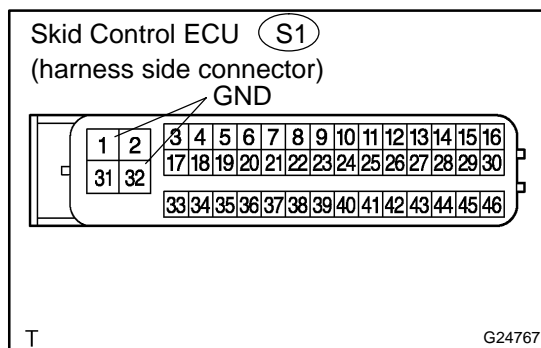 Skid Control ECU S1
(harness side connector)
GND
1 2 3 4 5 6 7 8 9 10 11 12 13 14 15 16
17 18 19 20 21 22 23 24 25 26 27 28 29 30
31 32
33 34 35 36 37 38 39 40 41 42 43 44 45 46
T G24767